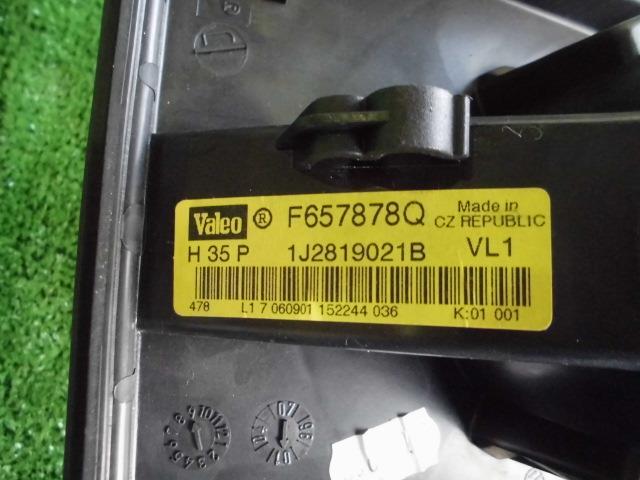 Valeo ® F657878Q Made in
CZ REPUBLIC
H 35 P 1J2819021B VL1
478 L1 7 060901 152244 036 K:01 001